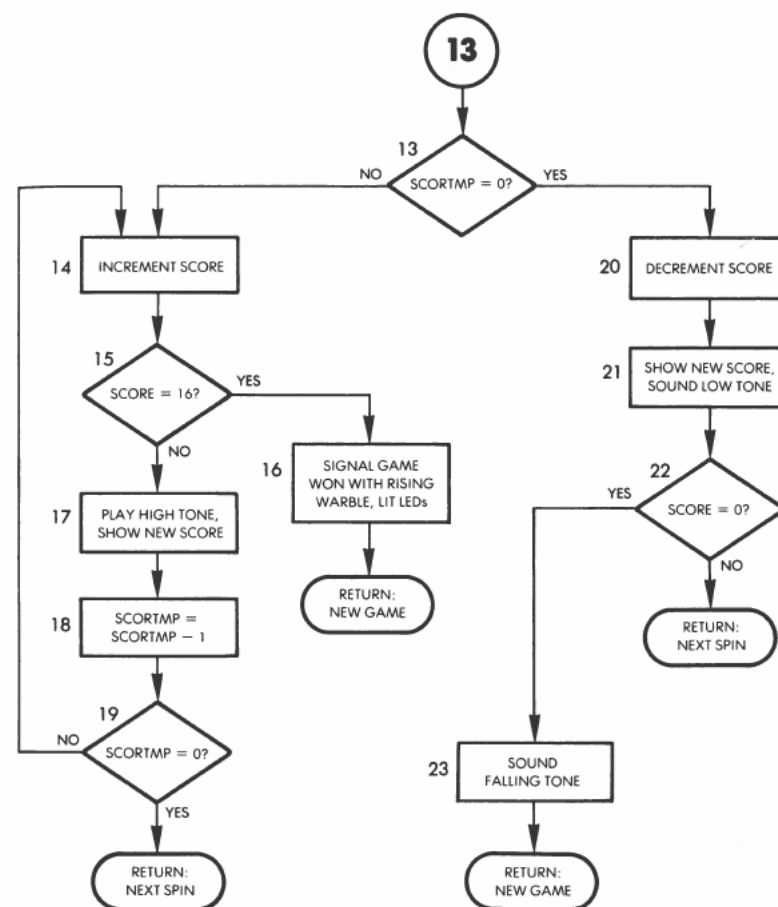 13
13
SCORTMP = 0?
NO
YES
14
INCREMENT SCORE
15
SCORE = 16?
YES
NO
16
SIGNAL GAME
WON WITH RISING
WARBLE, LIT LEDs
RETURN:
NEW GAME
17
PLAY HIGH TONE,
SHOW NEW SCORE
18
SCORTMP =
SCORTMP – 1
19
SCORTMP = 0?
NO
YES
RETURN:
NEXT SPIN
20
DECREMENT SCORE
21
SHOW NEW SCORE,
SOUND LOW TONE
22
SCORE = 0?
YES
NO
RETURN:
NEXT SPIN
23
SOUND
FALLING TONE
RETURN:
NEW GAME